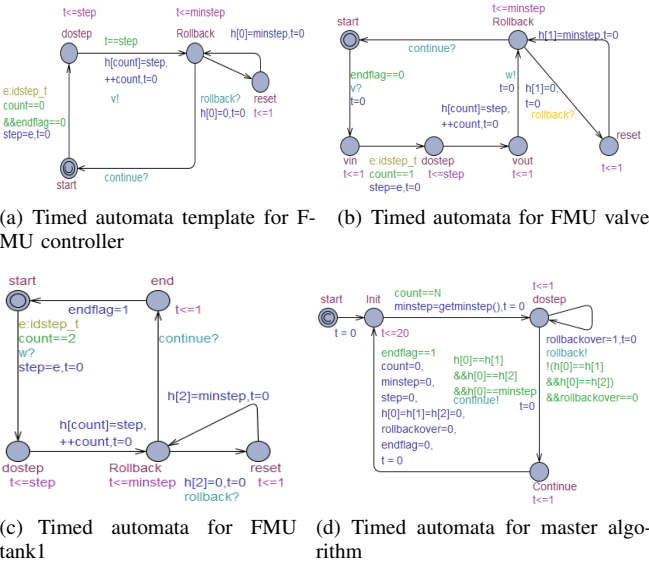 t<=step
dostep
t==step
h[count]=step,
++count,t=0
v!
t<=minstep
Rollback
h[0]=minstep,t=0
rollback?
h[0]=0,t=0
reset
t<=1
e:idstep_t
count==0
&&endflag==0
step=e,t=0
continue?
start
(a) Timed automata template for F-
MU controller
start
continue?
t<=minstep
Rollback
h[1]=minstep,t=0
endflag==0
v?
t=0
w!
t=0
h[1]=0,
t=0
rollback?
h[count]=step,
++count,t=0
reset
t<=1
vin
t<=1
e:idstep_t
count==1
step=e,t=0
dostep
t<=step
vout
t<=1
(b) Timed automata for FMU valve
start
end
endflag=1
t<=1
e:idstep_t
count==2
w?
step=e,t=0
continue?
h[2]=minstep,t=0
h[count]=step,
++count,t=0
dostep
t<=step
Rollback
t<=minstep
h[2]=0,t=0
rollback?
reset
t<=1
(c) Timed automata for FMU
tank1
start
t = 0
Init
t<=20
count==N
minstep=getminstep(),t = 0
t<=1
dostep
rollbackover=1,t=0
rollback!
!(h[0]==h[1]
&&h[0]==h[2])
&&rollbackover==0
endflag==1
count=0,
minstep=0,
step=0,
h[0]=h[1]=h[2]=0,
rollbackover=0,
endflag=0,
t = 0
h[0]==h[1]
&&h[0]==h[2]
&&h[0]==minstep
continue!
t=0
Continue
t<=1
(d) Timed automata for master algo-
rithm